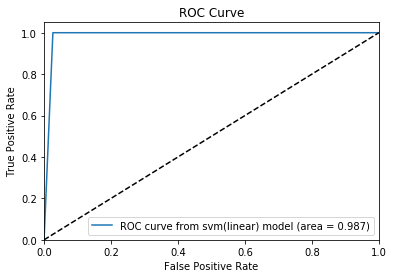 ROC Curve
1.0
0.8
0.6
0.4
0.2
0.0
True Positive Rate
ROC curve from svm(linear) model (area = 0.987)
0.0 0.2 0.4 0.6 0.8 1.0
False Positive Rate